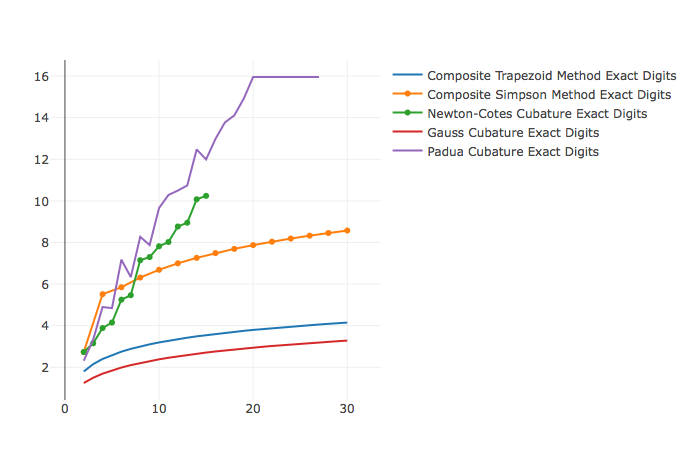 16
14
12
10
8
6
4
2
0
10
20
30
Composite Trapezoid Method Exact Digits
Composite Simpson Method Exact Digits
Newton-Cotes Cubature Exact Digits
Gauss Cubature Exact Digits
Padua Cubature Exact Digits